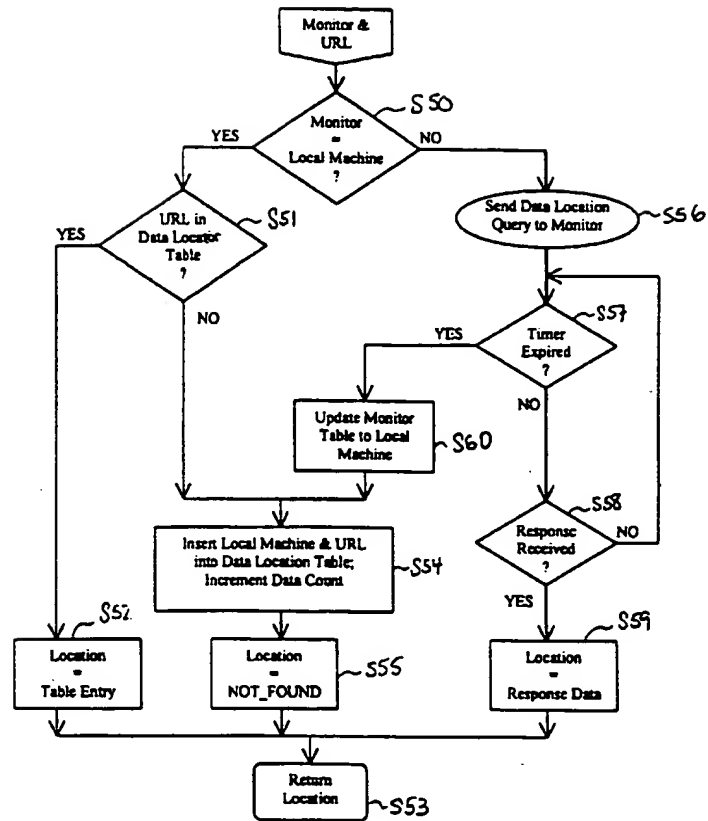 Monitor &
URL
S50
Monitor
=
Local Machine
?
YES
NO
S51
URL in
Data Locator
Table
?
YES
NO
Send Data Location
Query to Monitor
S56
S57
Timer
Expired
?
YES
NO
Update Monitor
Table to Local
Machine
S60
S58
Response
Received
?
NO
YES
Insert Local Machine & URL
into Data Location Table;
Increment Data Count
S54
S52
Location
=
Table Entry
Location
=
NOT_FOUND
S55
S59
Location
=
Response Data
Return
Location
S53